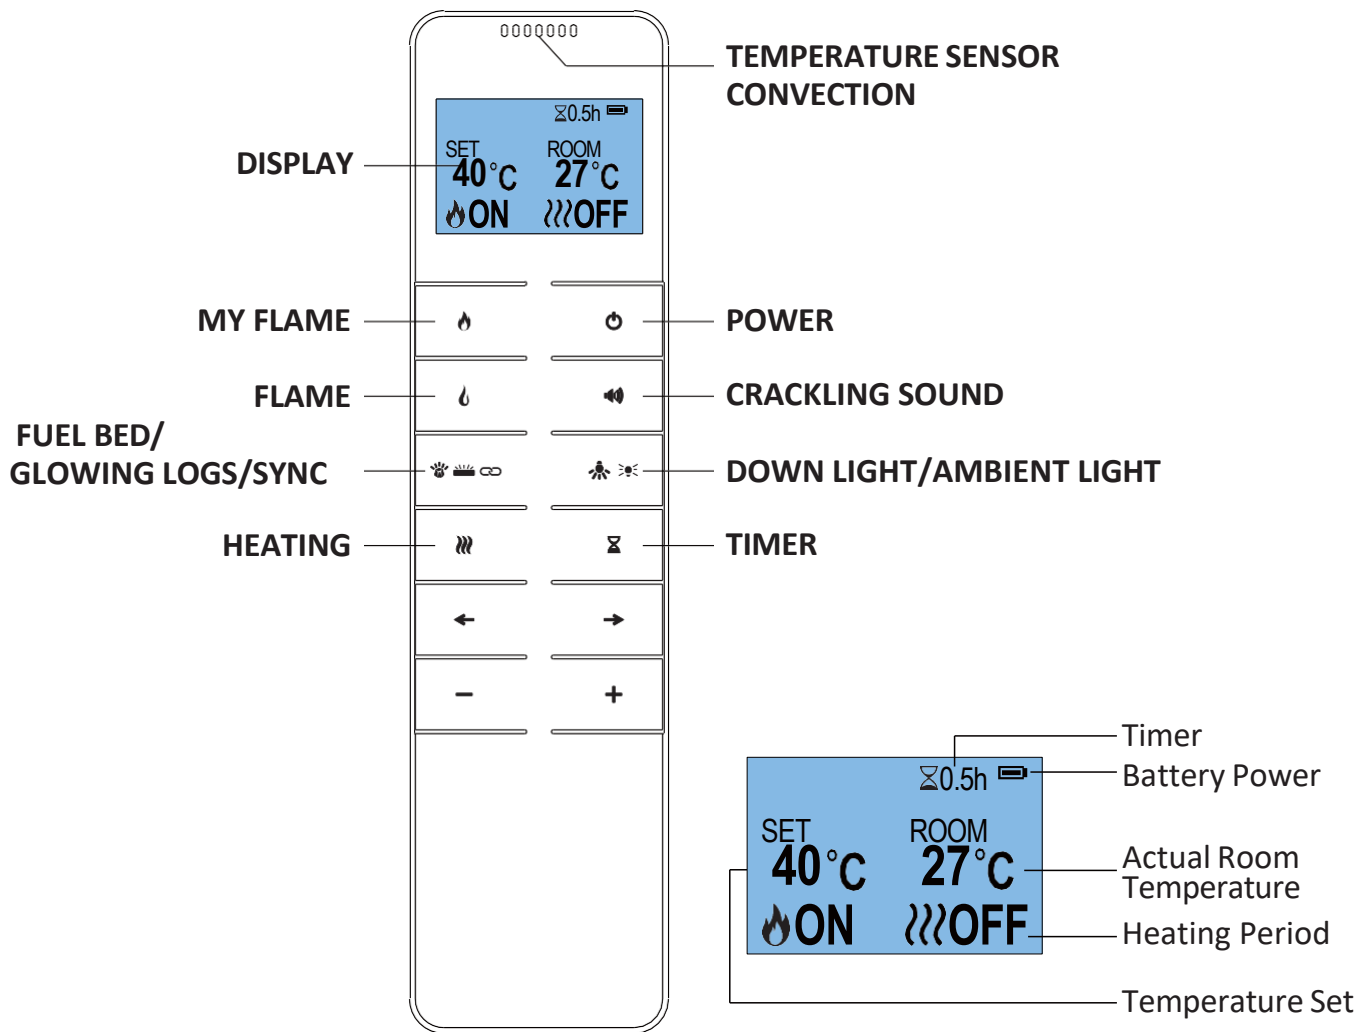 TEMPERATURE SENSOR
CONVECTION
0.5h
SET ROOM
40°C 27°C
ON OFF
DISPLAY
MY FLAME
POWER
FLAME
CRACKLING SOUND
FUEL BED/
GLOWING LOGS/SYNC
DOWN LIGHT/AMBIENT LIGHT
HEATING
TIMER
Timer
0.5h
Battery Power
SET ROOM
40°C 27°C
Actual Room
Temperature
ON OFF
Heating Period
Temperature Set